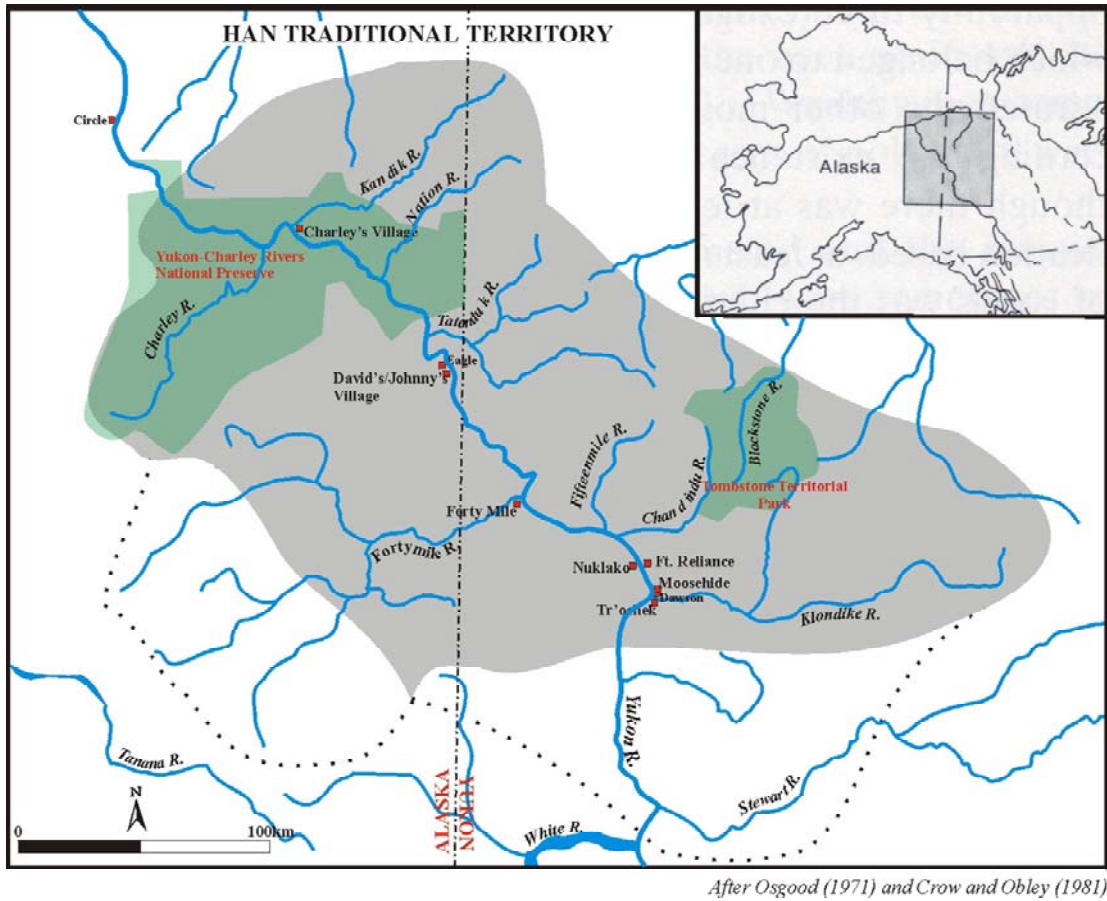 HAN TRADITIONAL TERRITORY
Circle
Kandik R.
Nation R.
Charley's Village
Yukon-Charley Rivers
National Preserve
Charley R.
Tatonduk R.
Eagle
David's/Johnny's
Village
Alaska
Blackstone R.
Fifteenmile R.
Chandindu R.
Tombstone Territorial
Park
Forty Mile
Fortymik R.
Nuklako
Ft. Reliance
Moosehide
Dawson
Tr'ochek
Klondike R.
Yukon R.
Stewart R.
Tanana R.
White R.
ALASKA
YUKON
N
0
100km
After Osgood (1971) and Crow and Obley (1981)